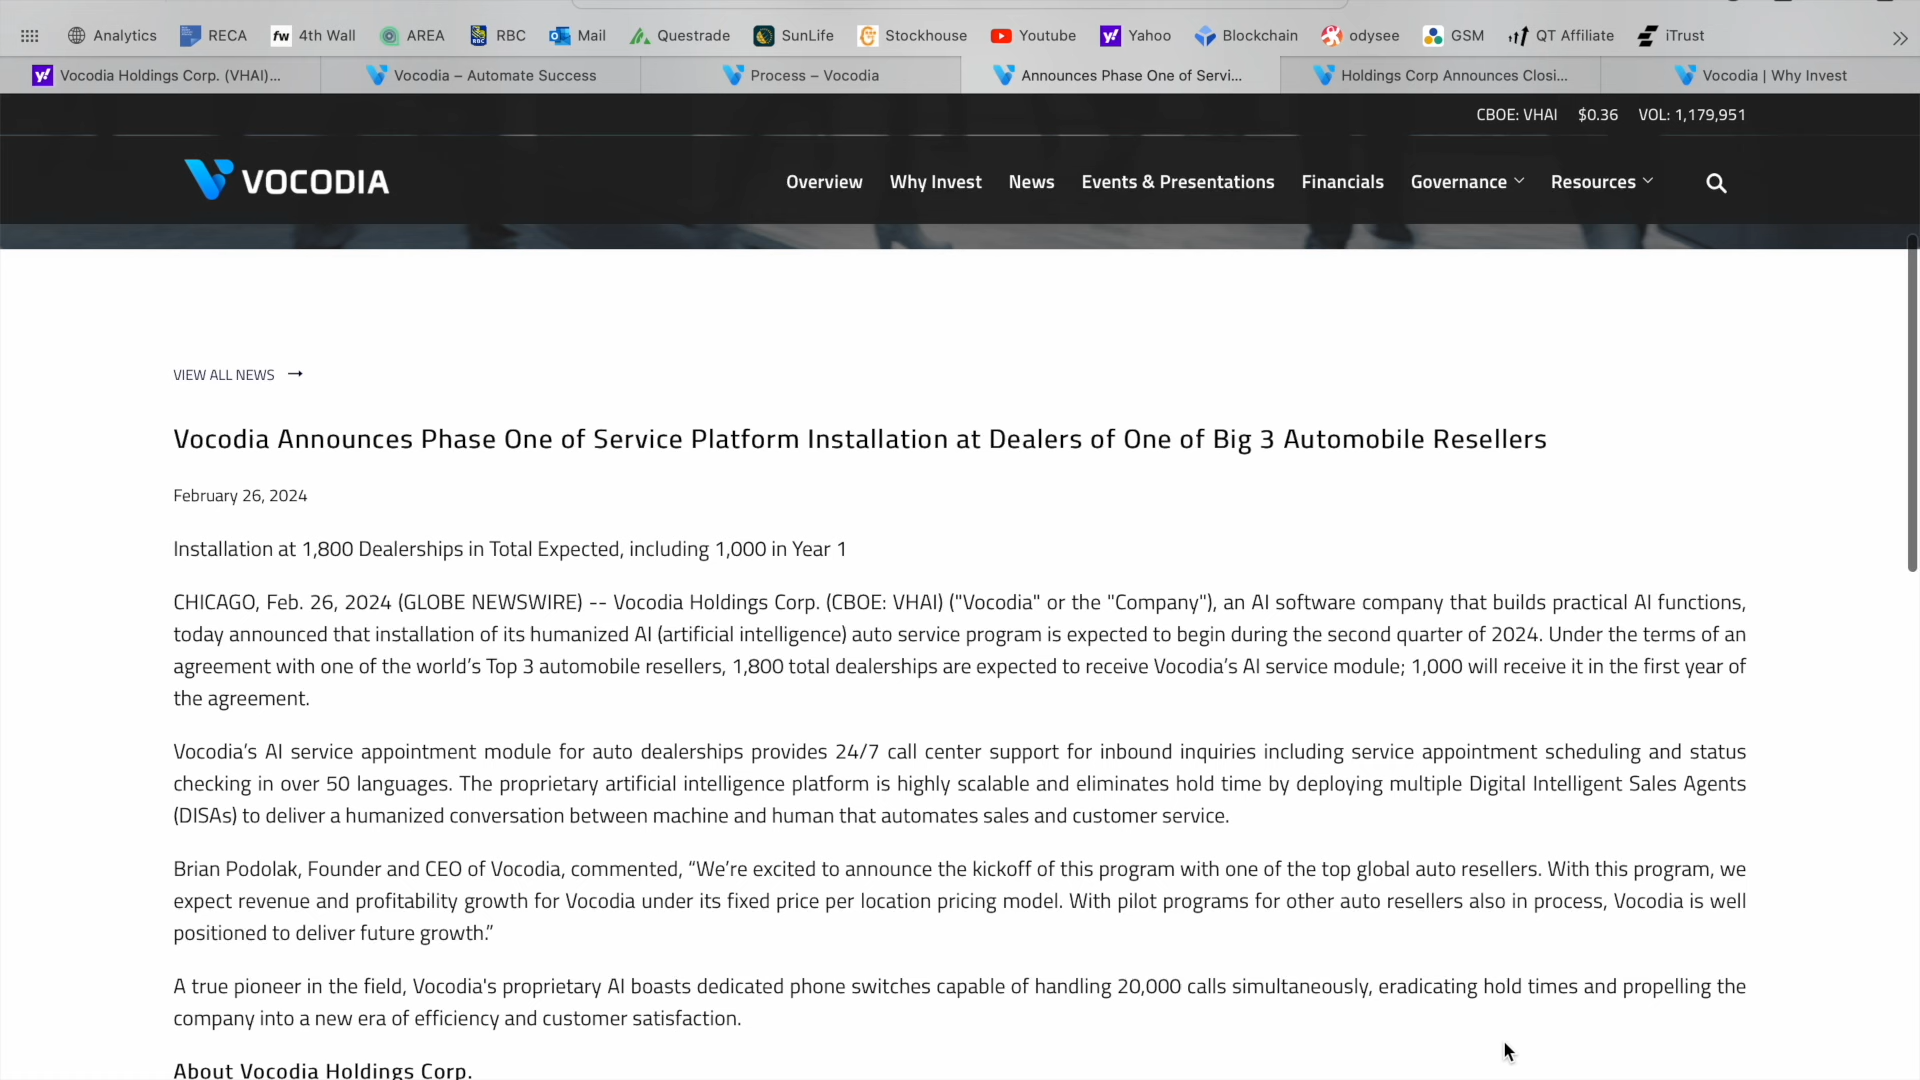 Analytics RECA fw 4th Wall AREA RBC Mail Questrade SunLife Stockhouse Youtube y! Yahoo Blockchain odysee GSM QT Affiliate iTrust
y! Vocodia Holdings Corp. (VHAI)... Vocodia – Automate Success Process – Vocodia Announces Phase One of Servi... Holdings Corp Announces Closi... Vocodia | Why Invest
CBOE: VHAI $0.36 VOL: 1,179,951
VOCODIA Overview Why Invest News Events & Presentations Financials Governance Resources
VIEW ALL NEWS →
Vocodia Announces Phase One of Service Platform Installation at Dealers of One of Big 3 Automobile Resellers
February 26, 2024
Installation at 1,800 Dealerships in Total Expected, including 1,000 in Year 1
CHICAGO, Feb. 26, 2024 (GLOBE NEWSWIRE) -- Vocodia Holdings Corp. (CBOE: VHAI) ("Vocodia" or the "Company"), an AI software company that builds practical AI functions,
today announced that installation of its humanized AI (artificial intelligence) auto service program is expected to begin during the second quarter of 2024. Under the terms of an
agreement with one of the world’s Top 3 automobile resellers, 1,800 total dealerships are expected to receive Vocodia’s AI service module; 1,000 will receive it in the first year of
the agreement.
Vocodia’s AI service appointment module for auto dealerships provides 24/7 call center support for inbound inquiries including service appointment scheduling and status
checking in over 50 languages. The proprietary artificial intelligence platform is highly scalable and eliminates hold time by deploying multiple Digital Intelligent Sales Agents
(DISAs) to deliver a humanized conversation between machine and human that automates sales and customer service.
Brian Podolak, Founder and CEO of Vocodia, commented, “We’re excited to announce the kickoff of this program with one of the top global auto resellers. With this program, we
expect revenue and profitability growth for Vocodia under its fixed price per location pricing model. With pilot programs for other auto resellers also in process, Vocodia is well
positioned to deliver future growth.”
A true pioneer in the field, Vocodia's proprietary AI boasts dedicated phone switches capable of handling 20,000 calls simultaneously, eradicating hold times and propelling the
company into a new era of efficiency and customer satisfaction.
About Vocodia Holdings Corp.